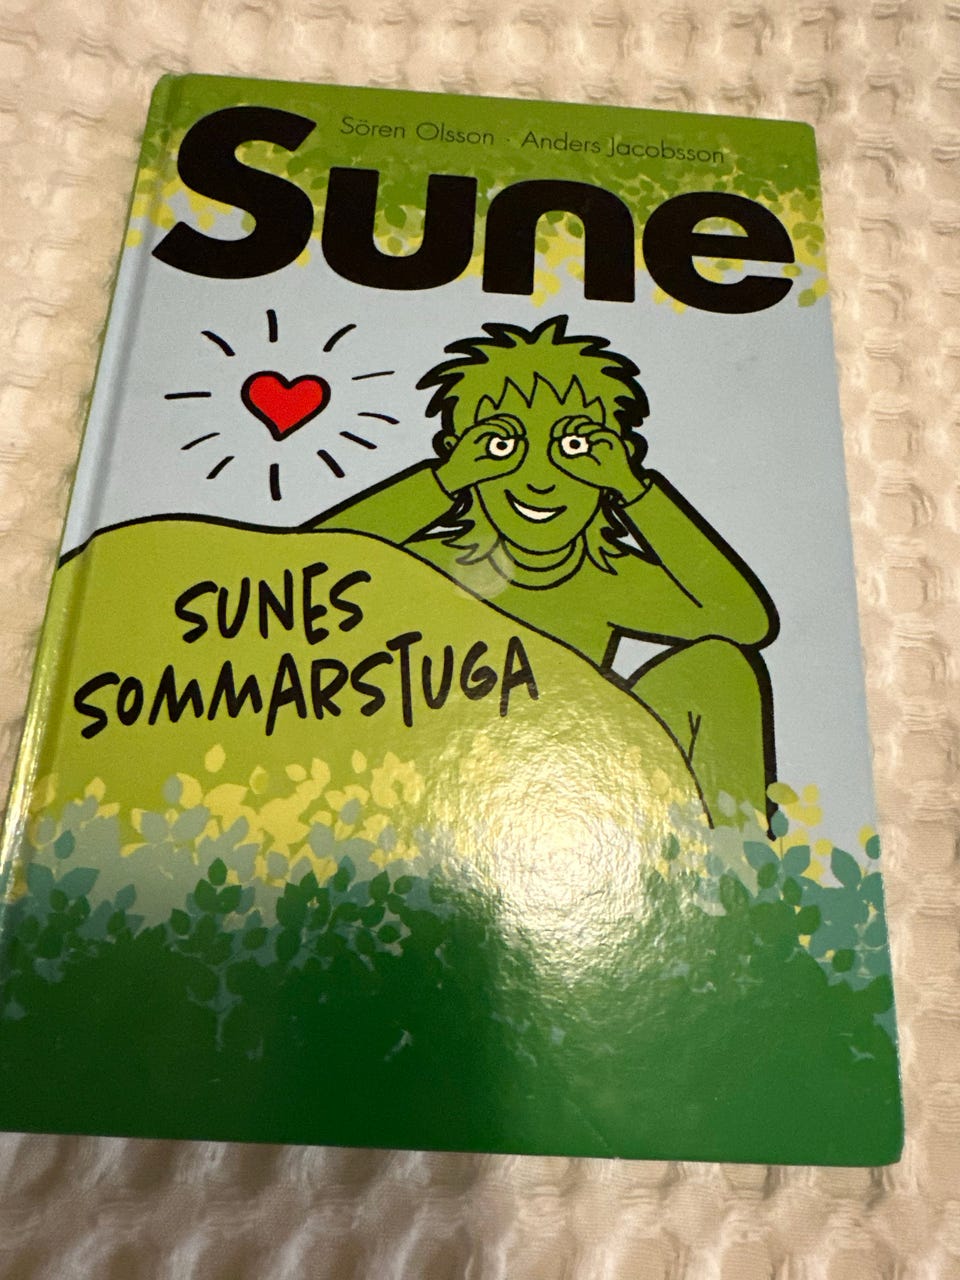 Sören Olsson · Anders Jacobsson
Sune
SUNES
SOMMARSTUGA